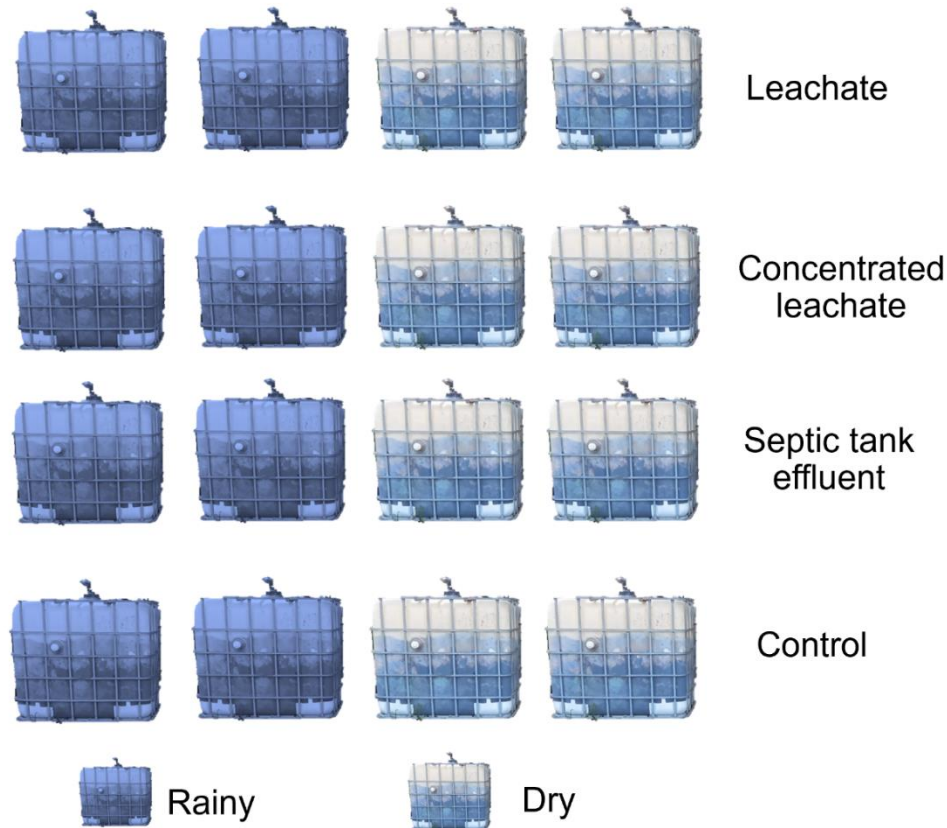 Leachate
Concentrated
leachate
Septic tank
effluent
Control
Rainy
Dry